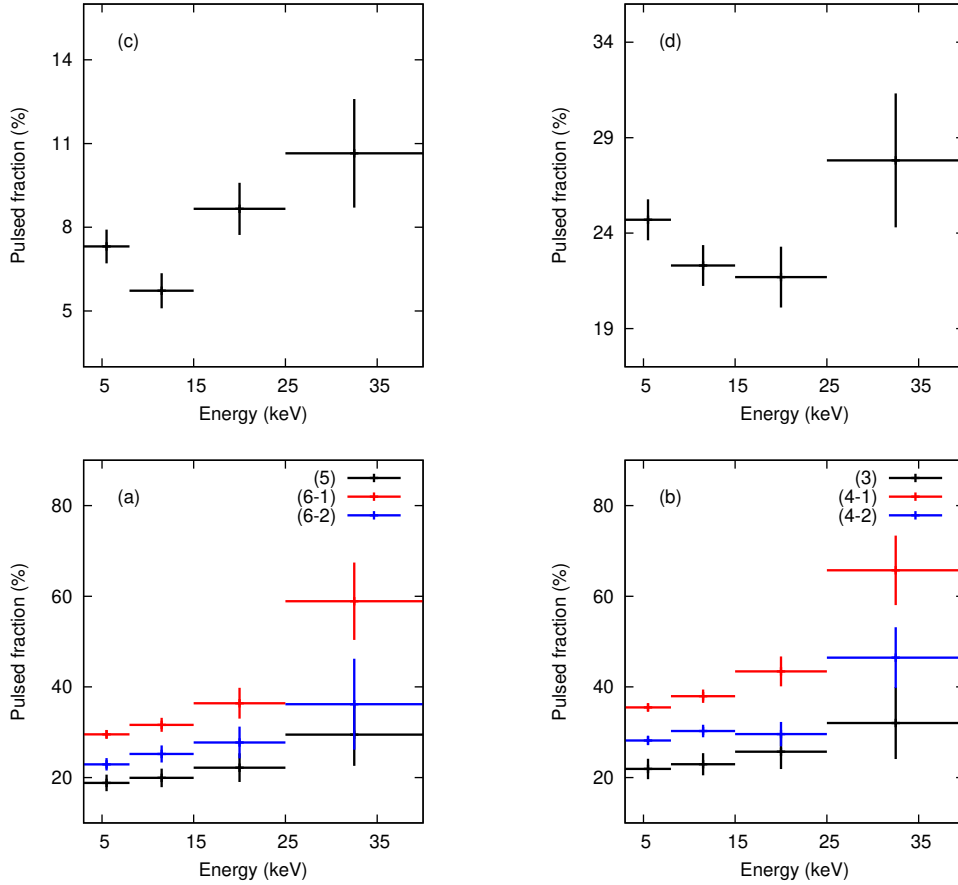 (c)
14
11
8
5
Pulsed fraction (%)
5 15 25 35
Energy (keV)
(d)
34
29
24
19
Pulsed fraction (%)
5 15 25 35
Energy (keV)
(a)
(5)
(6-1)
(6-2)
80
60
40
20
Pulsed fraction (%)
5 15 25 35
Energy (keV)
(b)
(3)
(4-1)
(4-2)
80
60
40
20
Pulsed fraction (%)
5 15 25 35
Energy (keV)